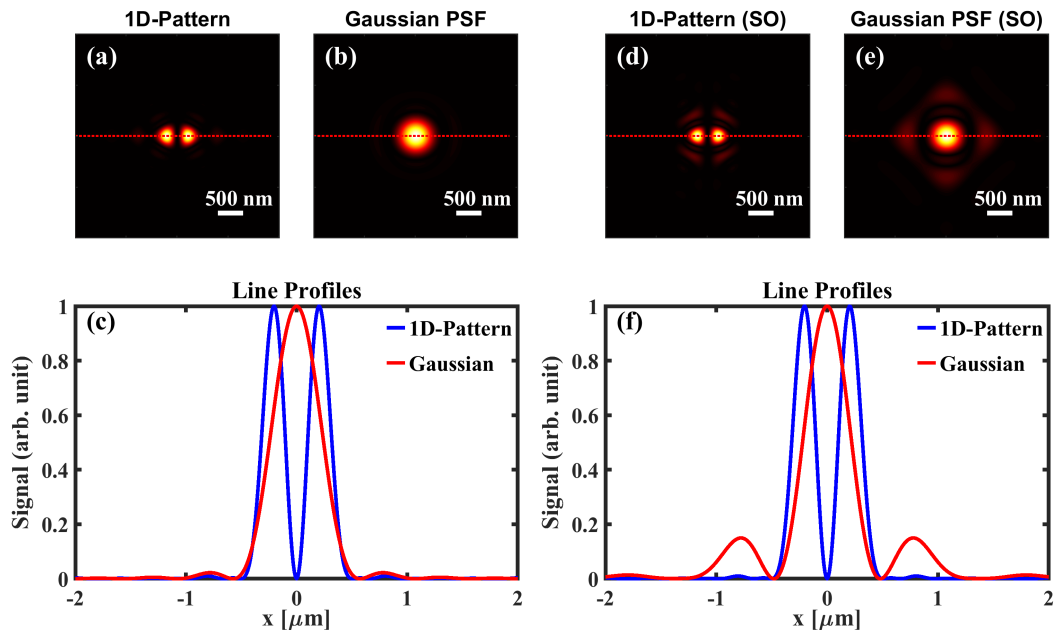 1D-Pattern
Gaussian PSF
1D-Pattern (SO)
Gaussian PSF (SO)
(a)
500 nm
(b)
500 nm
(d)
500 nm
(e)
500 nm
Line Profiles
(c)
1D-Pattern
Gaussian
Signal (arb. unit)
1
0.8
0.6
0.4
0.2
0
-2
-1
0
1
2
x [μm]
Line Profiles
(f)
1D-Pattern
Gaussian
Signal (arb. unit)
1
0.8
0.6
0.4
0.2
0
-2
-1
0
1
2
x [μm]